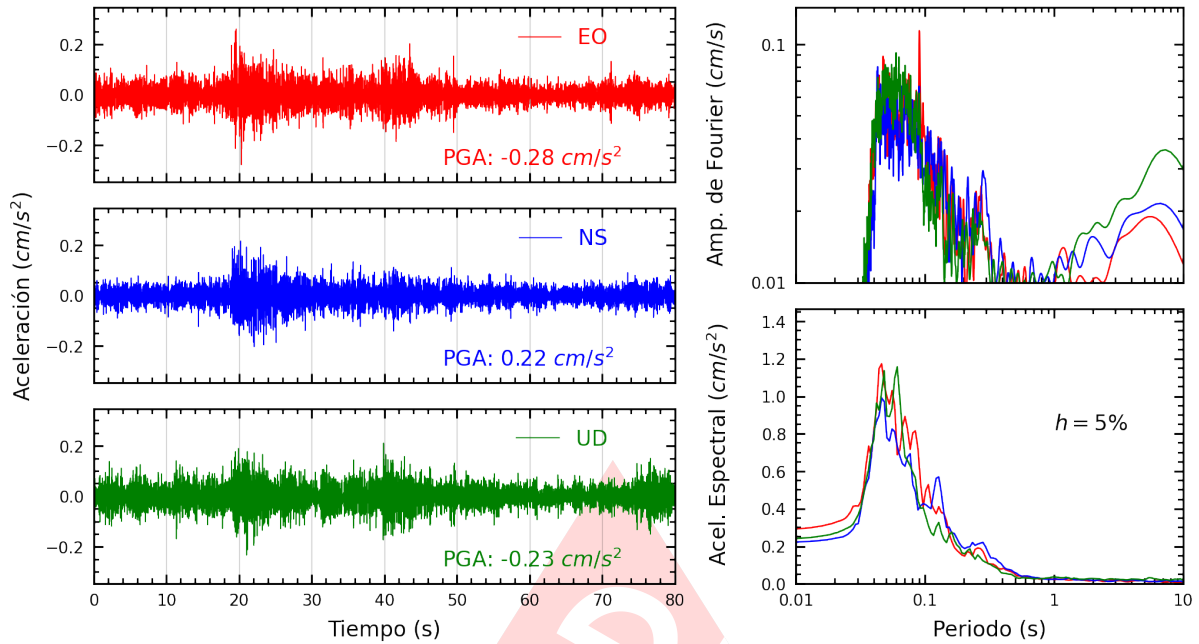 Aceleración (cm/s²)
0.2
0.0
−0.2
EO
PGA: -0.28 cm/s²
0.2
0.0
−0.2
NS
PGA: 0.22 cm/s²
0.2
0.0
−0.2
UD
PGA: -0.23 cm/s²
0 10 20 30 40 50 60 70 80
Tiempo (s)
Amp. de Fourier (cm/s)
0.1
0.01
Acel. Espectral (cm/s²)
1.4
1.2
1.0
0.8
0.6
0.4
0.2
0.0
h = 5%
0.01 0.1 1 10
Periodo (s)